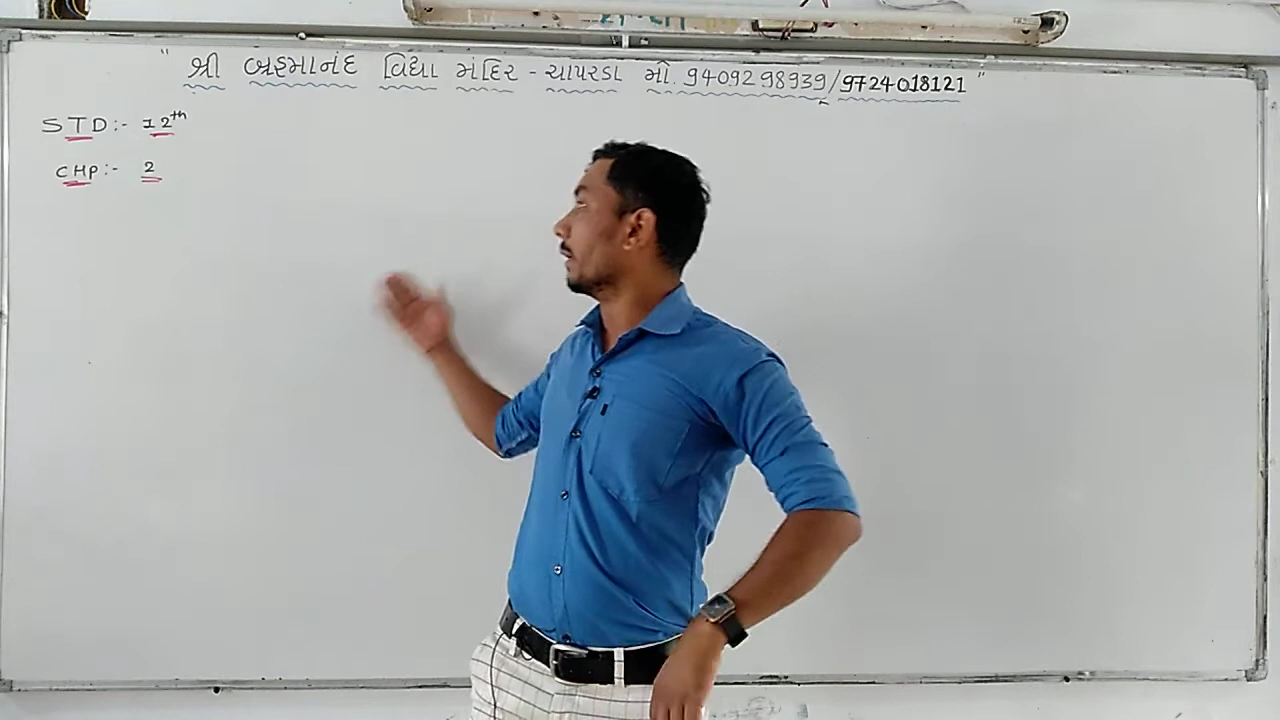 " શ્રી બ્રહ્માનંદ વિદ્યા મંદિર - ચાપરડા મો. 9409298939/9724018121 "
STD:- 12th
CHP:- 2